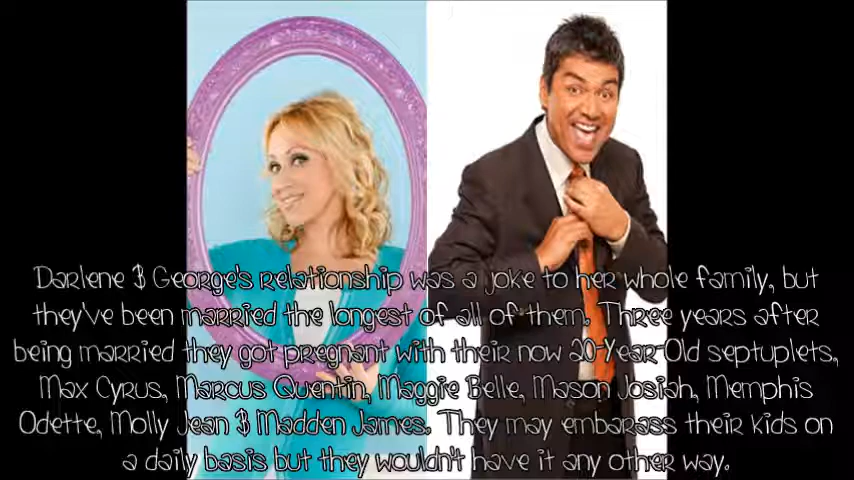 Darlene & George's relationship was a joke to her whole family, but
they've been married the longest of all of them. Three years after
being married they got pregnant with their now 20-Year-Old septuplets,
Max Cyrus, Marcus Quentin, Maggie Belle, Mason Josiah, Memphis
Odette, Molly Jean & Madden James. They may embarass their kids on
a daily basis but they wouldn't have it any other way.